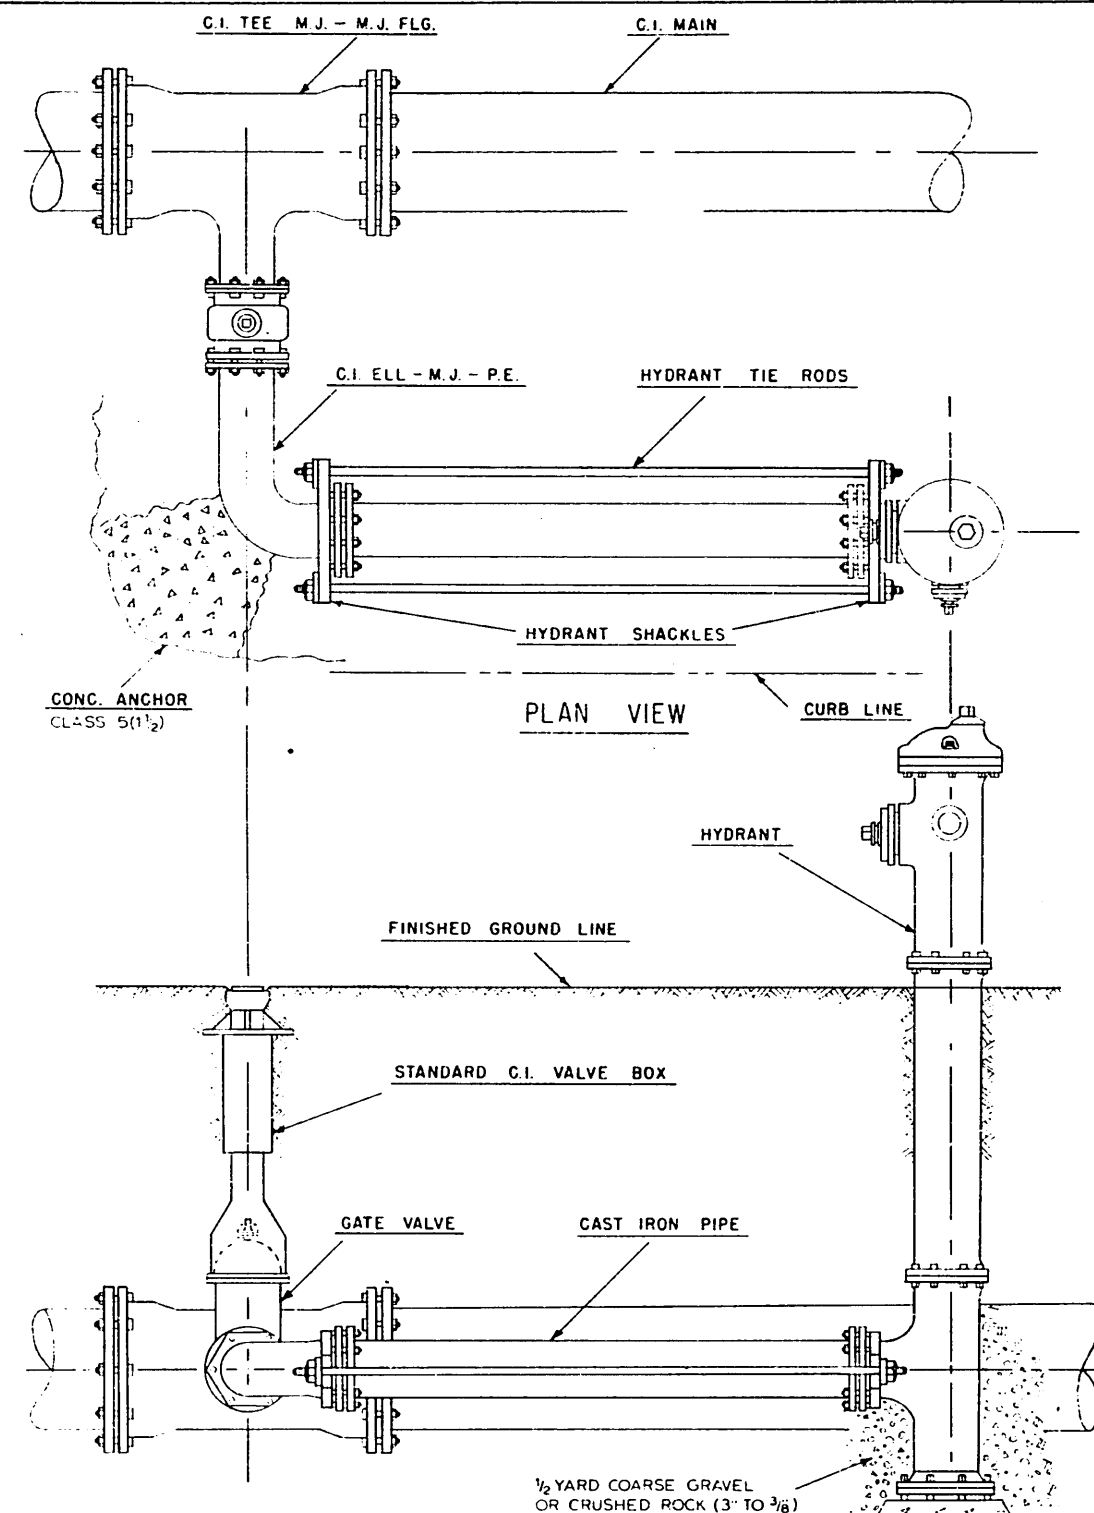 C.I. TEE M.J. - M.J. FLG.
C.I. MAIN
C.I. ELL - M.J. - P.E.
HYDRANT TIE RODS
HYDRANT SHACKLES
CONC. ANCHOR
CLASS 5(1½)
PLAN VIEW
CURB LINE
HYDRANT
FINISHED GROUND LINE
STANDARD C.I. VALVE BOX
GATE VALVE
CAST IRON PIPE
½ YARD COARSE GRAVEL
OR CRUSHED ROCK (3" TO ⅜)